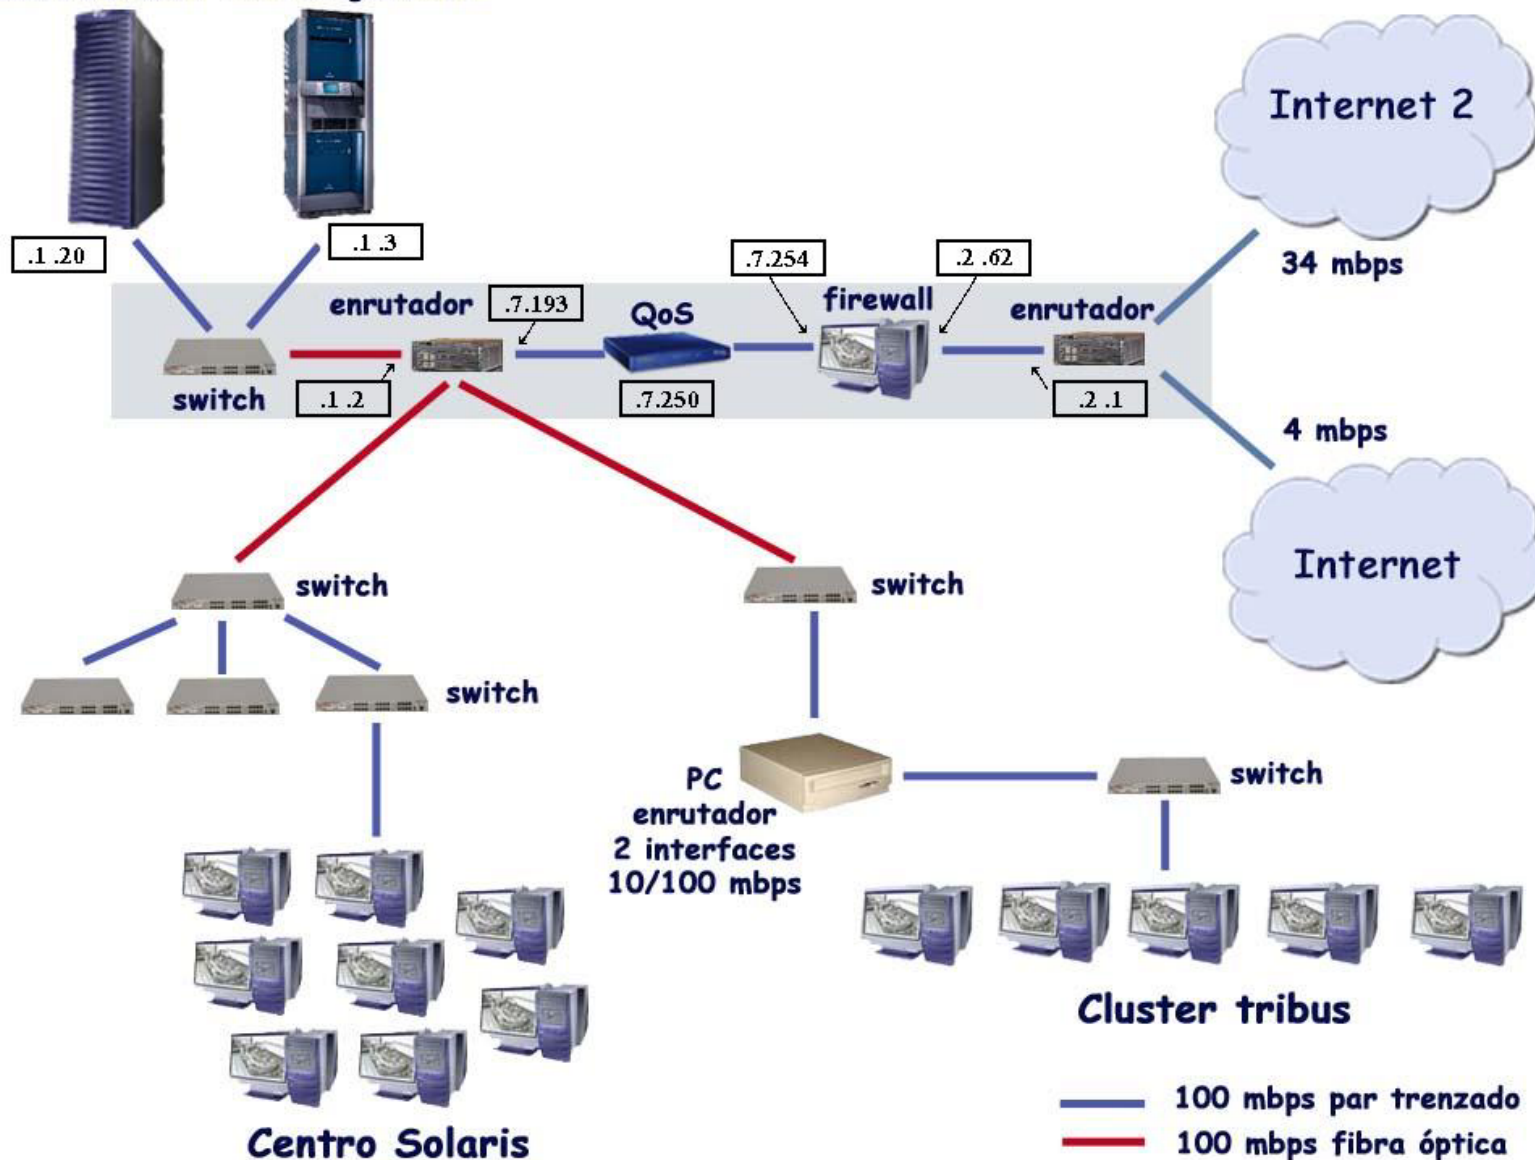 Internet 2
.1 .20
.1 .3
.7.254
.2 .62
34 mbps
enrutador
.7.193
QoS
firewall
enrutador
switch
.1 .2
.7.250
.2 .1
4 mbps
Internet
switch
switch
switch
PC
enrutador
2 interfaces
10/100 mbps
switch
Cluster tribus
Centro Solaris
100 mbps par trenzado
100 mbps fibra óptica